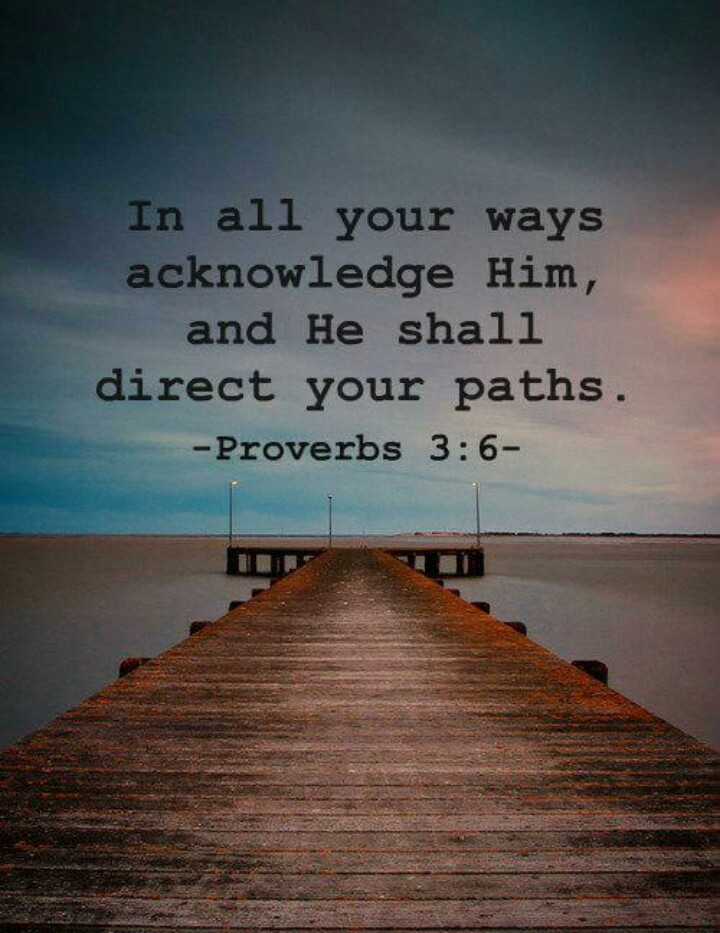 In all your ways
acknowledge Him,
and He shall
direct your paths.
-Proverbs 3:6-